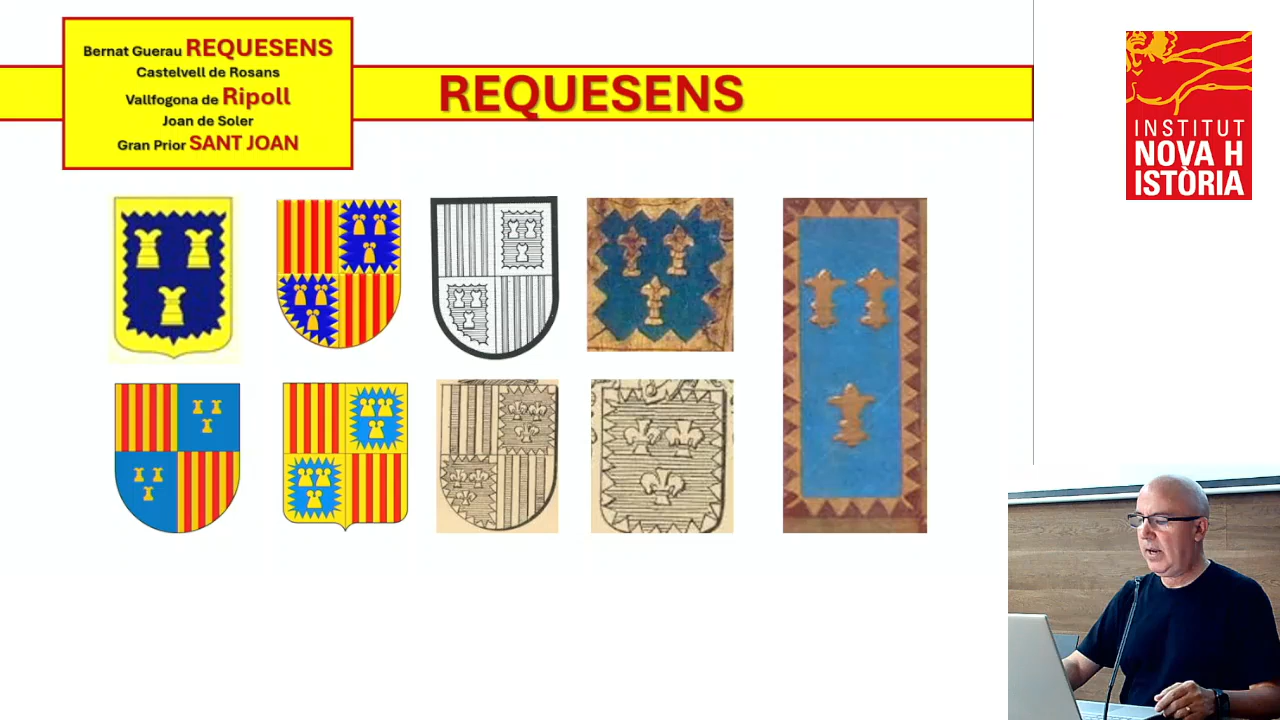 Bernat Guerau REQUESENS
Castelvell de Rosans
Vallfogona de Ripoll
Joan de Soler
Gran Prior SANT JOAN
REQUESENS
INSTITUT
NOVA H
ISTÒRIA